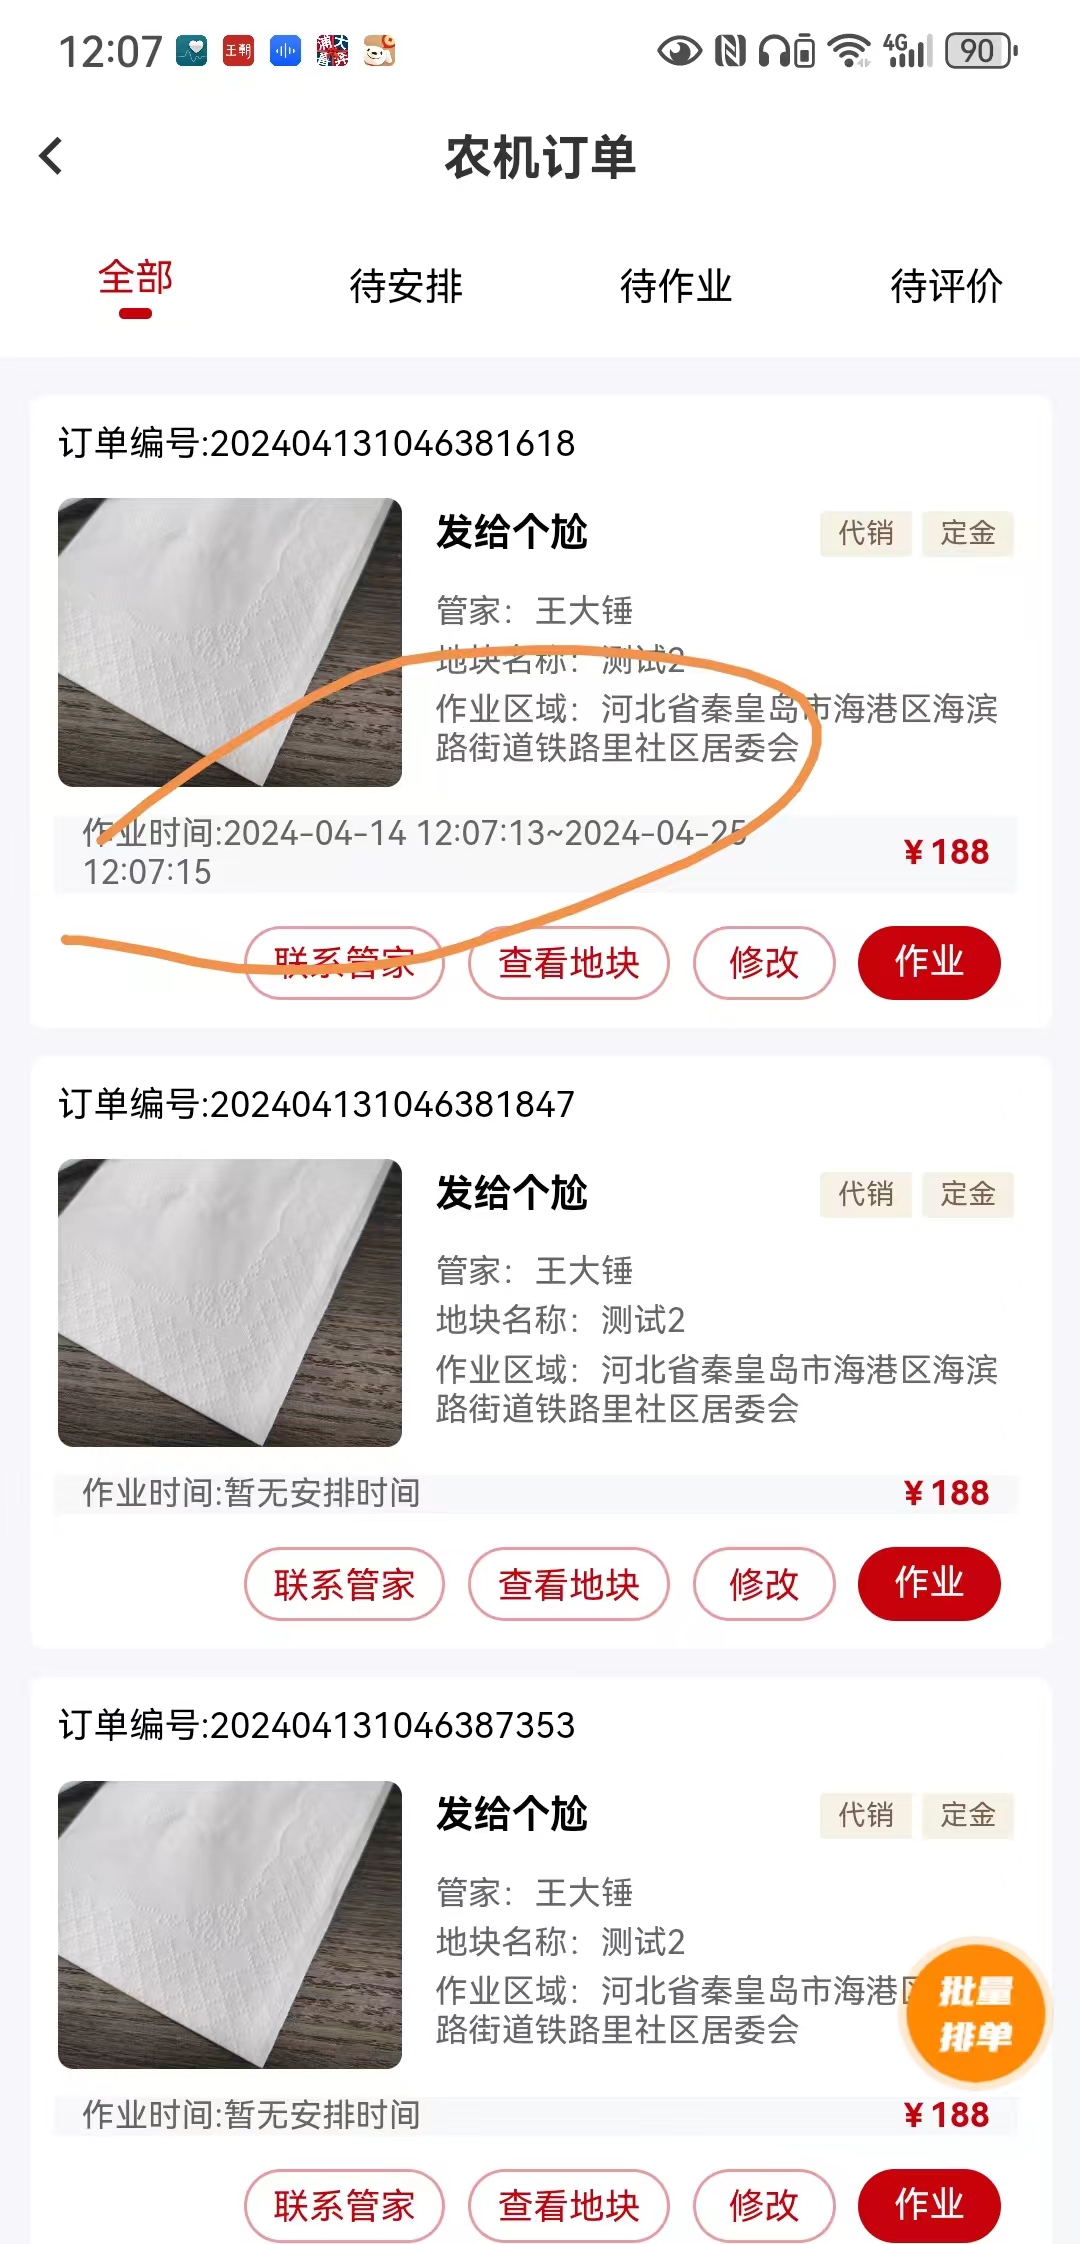 12:07
王朝
4G
90
农机订单
全部
待安排
待作业
待评价
订单编号:202404131046381618
发给个尬
代销
定金
管家：王大锤
地块名称：测试2
作业区域：河北省秦皇岛市海港区海滨
路街道铁路里社区居委会
作业时间:2024-04-14 12:07:13~2024-04-25
12:07:15
¥188
联系管家
查看地块
修改
作业
订单编号:202404131046381847
发给个尬
代销
定金
管家：王大锤
地块名称：测试2
作业区域：河北省秦皇岛市海港区海滨
路街道铁路里社区居委会
作业时间:暂无安排时间
¥188
联系管家
查看地块
修改
作业
订单编号:202404131046387353
发给个尬
代销
定金
管家：王大锤
地块名称：测试2
作业区域：河北省秦皇岛市海港
路街道铁路里社区居委会
批量
排单
作业时间:暂无安排时间
¥188
联系管家
查看地块
修改
作业